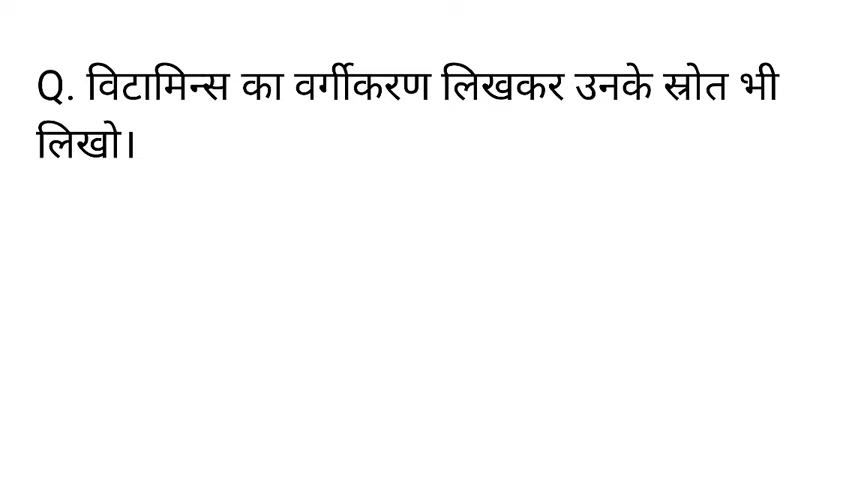 Q. विटामिन्स का वर्गीकरण लिखकर उनके स्रोत भी
लिखो।